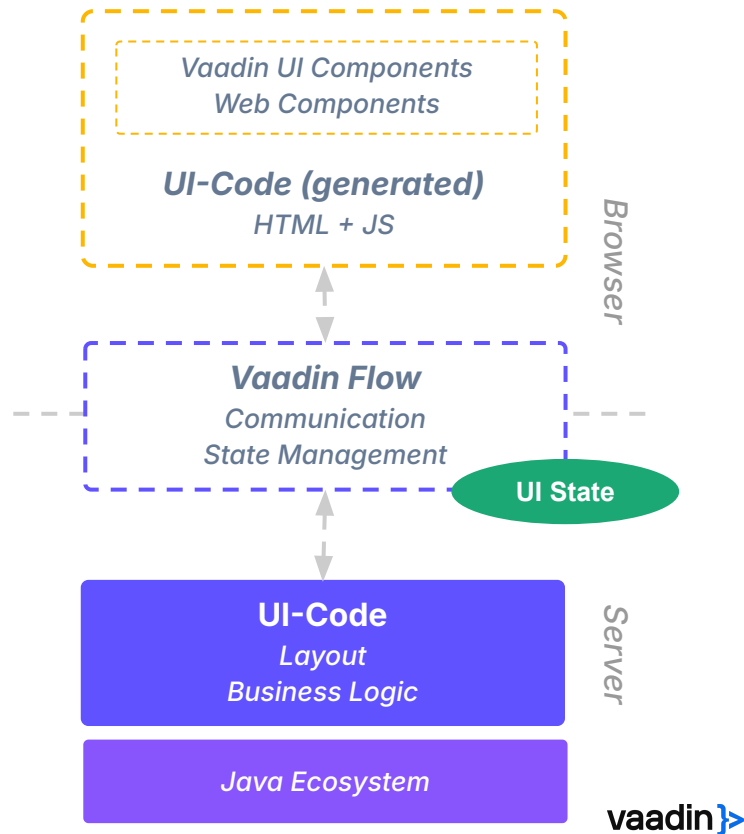 Vaadin UI Components
Web Components
UI-Code (generated)
HTML + JS
Browser
Vaadin Flow
Communication
State Management
UI State
UI-Code
Layout
Business Logic
Server
Java Ecosystem
vaadin}>